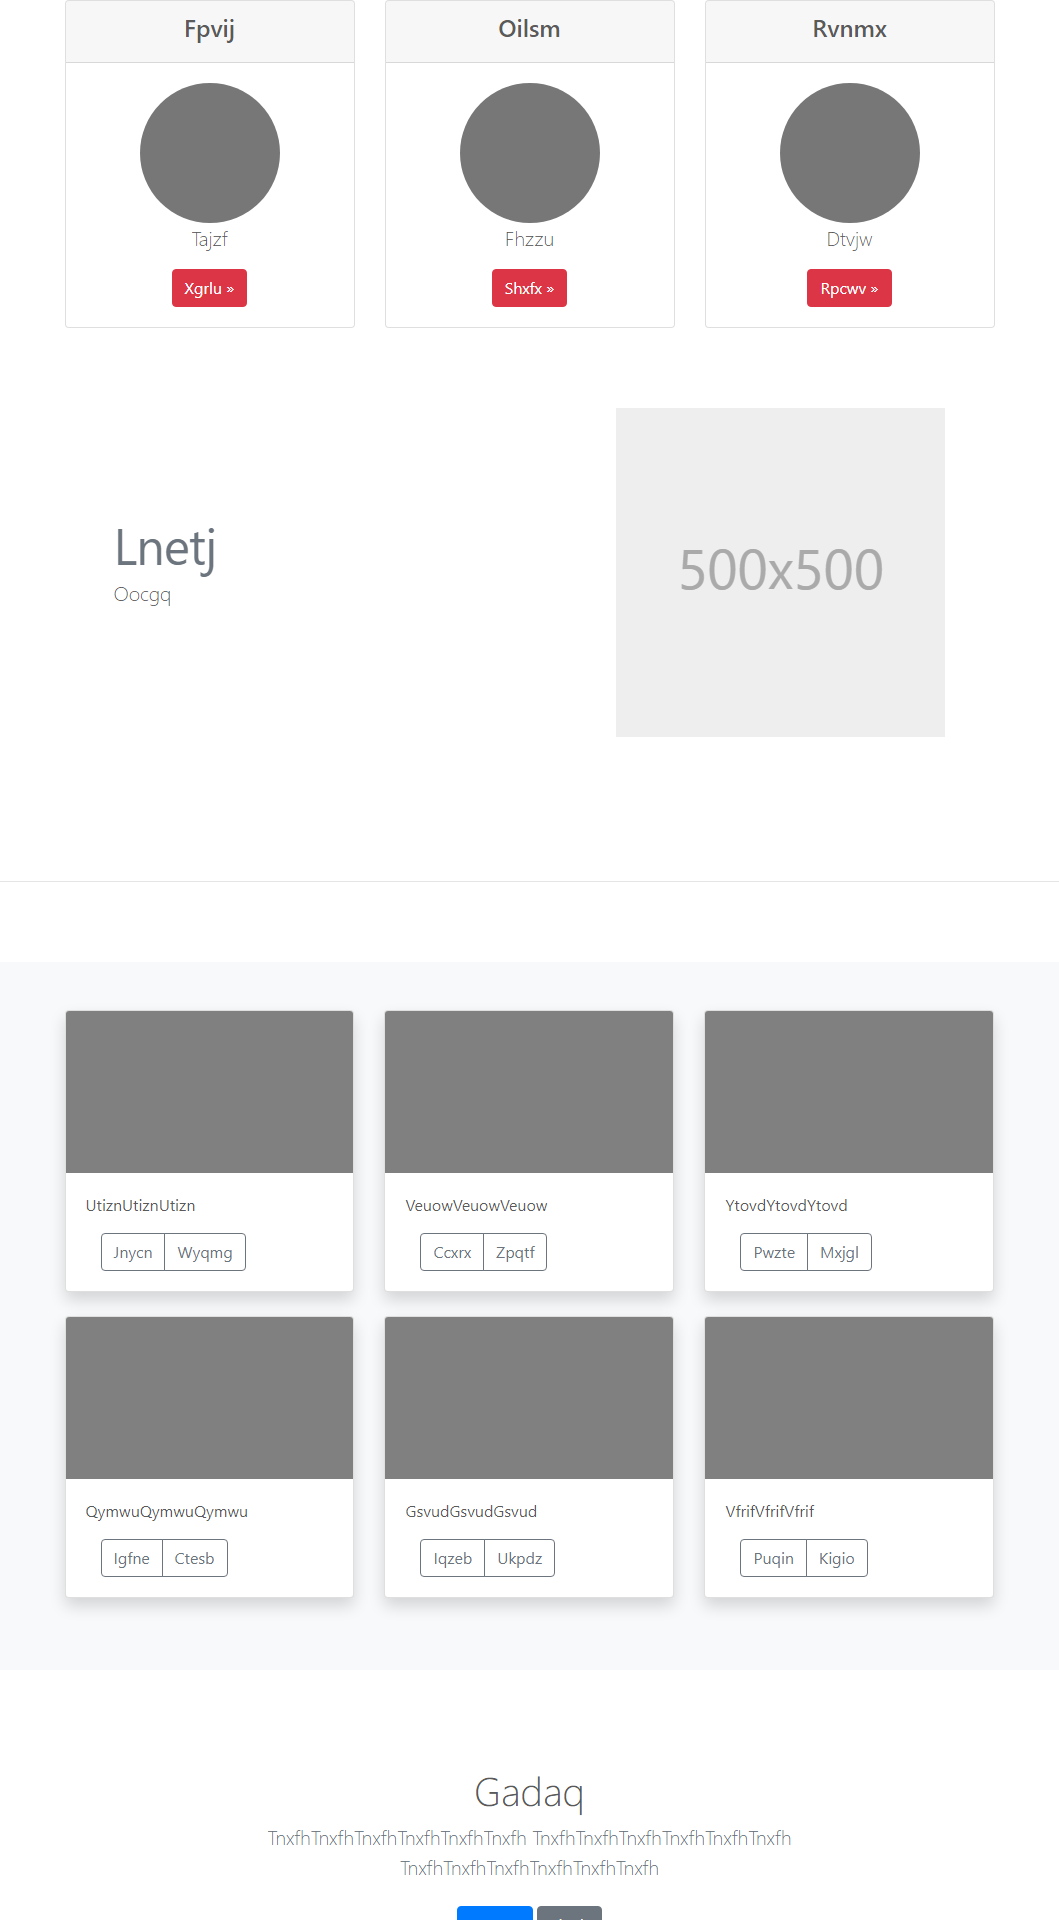 Fpvij
Oilsm
Rvnmx
Tajzf
Fhzzu
Dtvjw
Xgrlu »
Shxfx »
Rpcwv »
Lnetj
Oocgq
500x500
UtiznUtiznUtizn
VeuowVeuowVeuow
YtovdYtovdYtovd
Jnycn Wyqmg
Ccxrx Zpqtf
Pwzte Mxjgl
QymwuQymwuQymwu
GsvudGsvudGsvud
VfrifVfrifVfrif
Igfne Ctesb
Iqzeb Ukpdz
Puqin Kigio
Gadaq
TnxfhTnxfhTnxfhTnxfhTnxfhTnxfh TnxfhTnxfhTnxfhTnxfhTnxfhTnxfh
TnxfhTnxfhTnxfhTnxfhTnxfhTnxfh